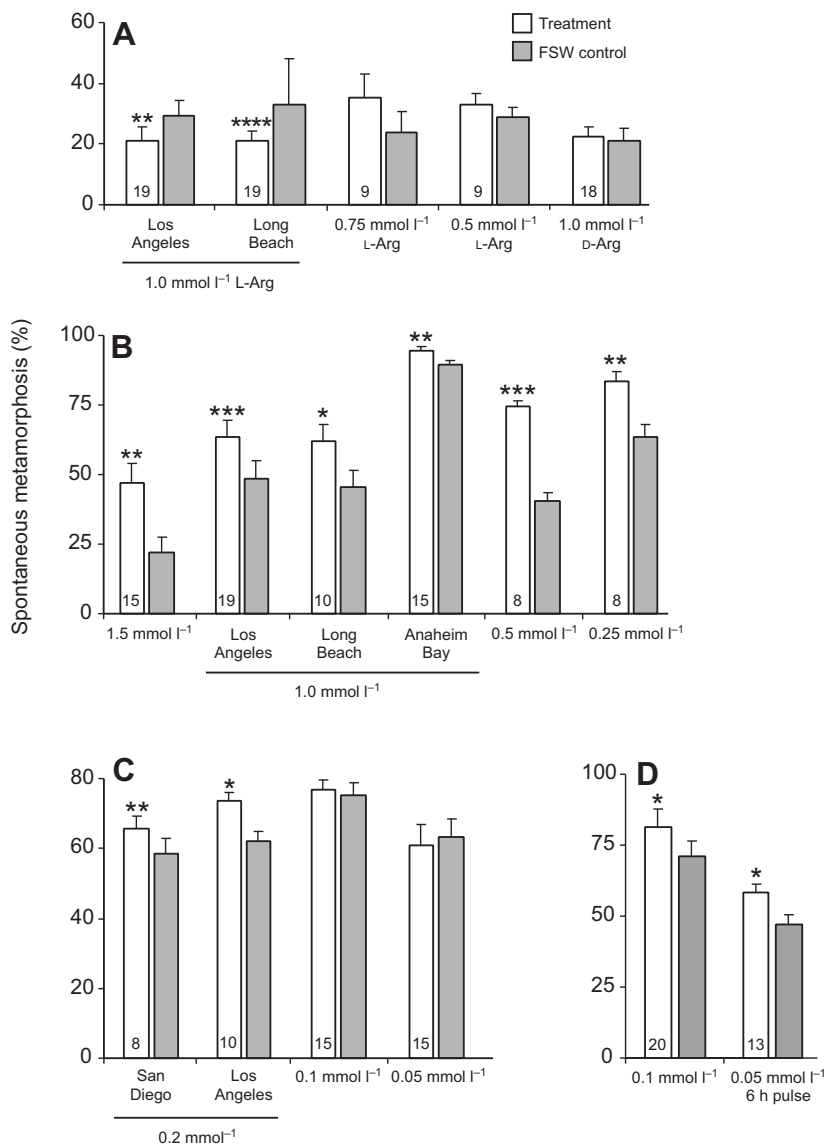 Spontaneous metamorphosis (%)
A
Treatment
FSW control
60
40
20
0
** ****
19 19 9 9 18
Los Angeles
Long Beach
0.75 mmol l⁻¹ L-Arg
0.5 mmol l⁻¹ L-Arg
1.0 mmol l⁻¹ D-Arg
1.0 mmol l⁻¹ L-Arg
B
100
75
50
25
0
** *** * ** *** **
15 19 10 15 8 8
1.5 mmol l⁻¹
Los Angeles
Long Beach
Anaheim Bay
0.5 mmol l⁻¹
0.25 mmol l⁻¹
1.0 mmol l⁻¹
C
80
60
40
20
0
** *
8 10 15 15
San Diego
Los Angeles
0.1 mmol l⁻¹
0.05 mmol l⁻¹
0.2 mmol⁻¹
D
100
75
50
25
0
* *
20 13
0.1 mmol l⁻¹
0.05 mmol l⁻¹
6 h pulse